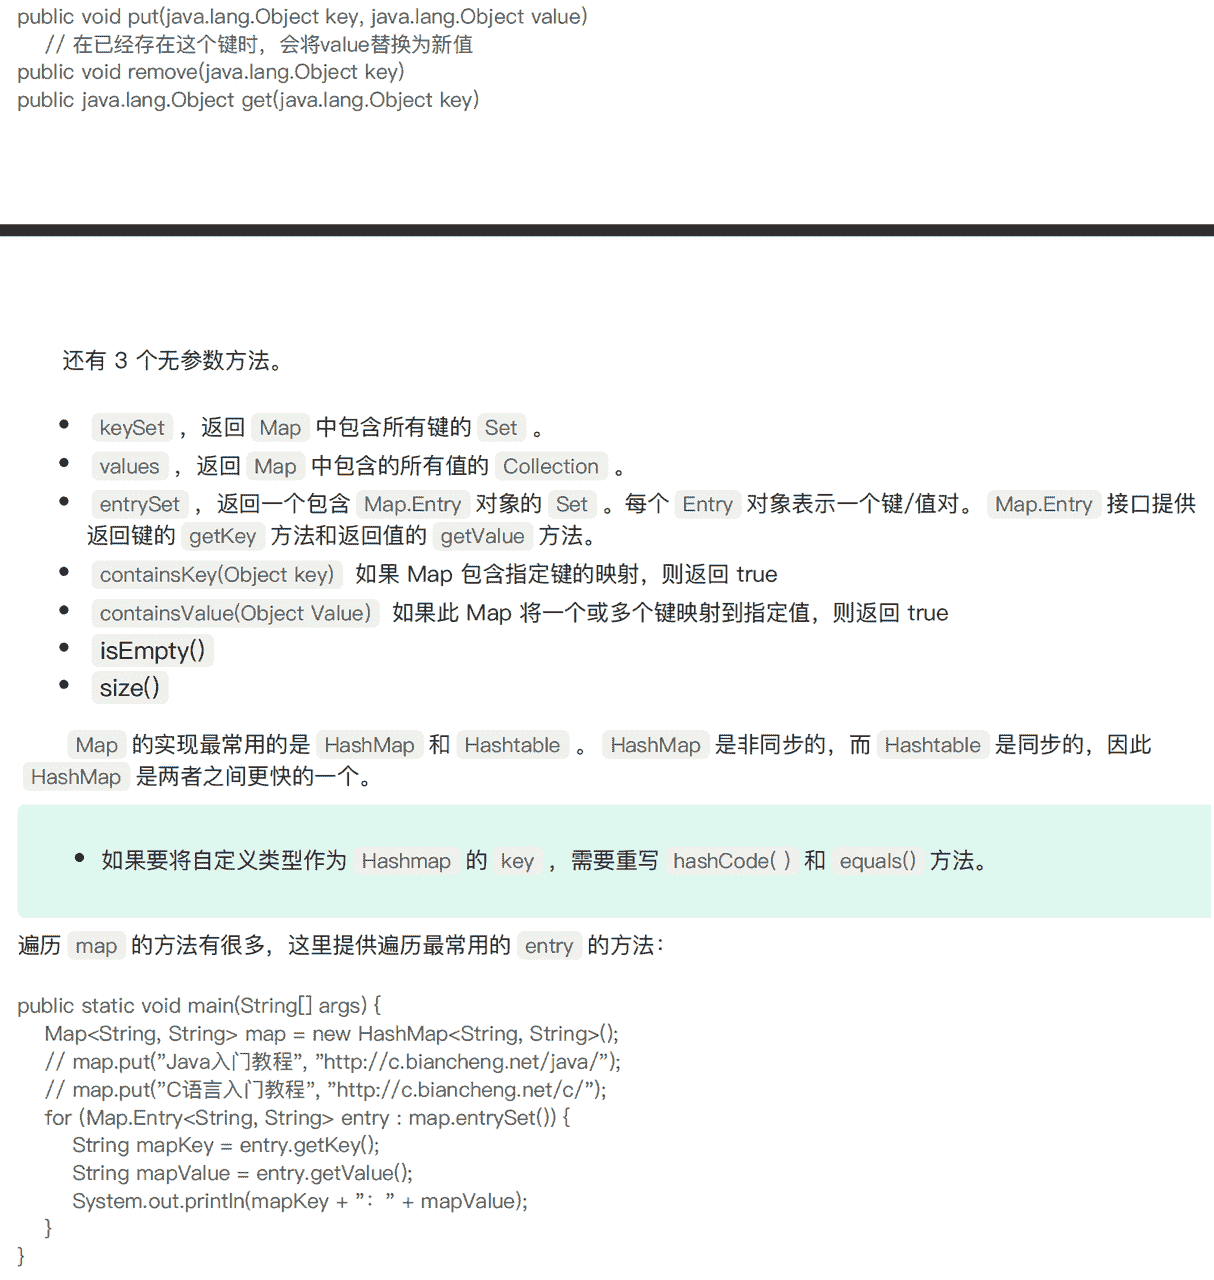 public void put(java.lang.Object key, java.lang.Object value)
// 在已经存在这个键时，会将value替换为新值
public void remove(java.lang.Object key)
public java.lang.Object get(java.lang.Object key)
还有 3 个无参数方法。
• keySet ，返回 Map 中包含所有键的 Set 。
• values ，返回 Map 中包含的所有值的 Collection 。
• entrySet ，返回一个包含 Map.Entry 对象的 Set 。每个 Entry 对象表示一个键/值对。 Map.Entry 接口提供
返回键的 getKey 方法和返回值的 getValue 方法。
• containsKey(Object key) 如果 Map 包含指定键的映射，则返回 true
• containsValue(Object Value) 如果此 Map 将一个或多个键映射到指定值，则返回 true
• isEmpty()
• size()
Map 的实现最常用的是 HashMap 和 Hashtable 。 HashMap 是非同步的，而 Hashtable 是同步的，因此
HashMap 是两者之间更快的一个。
• 如果要将自定义类型作为 Hashmap 的 key ，需要重写 hashCode( ) 和 equals() 方法。
遍历 map 的方法有很多，这里提供遍历最常用的 entry 的方法：
public static void main(String[] args) {
Map<String, String> map = new HashMap<String, String>();
// map.put("Java入门教程", "http://c.biancheng.net/java/");
// map.put("C语言入门教程", "http://c.biancheng.net/c/");
for (Map.Entry<String, String> entry : map.entrySet()) {
String mapKey = entry.getKey();
String mapValue = entry.getValue();
System.out.println(mapKey + "：" + mapValue);
}
}